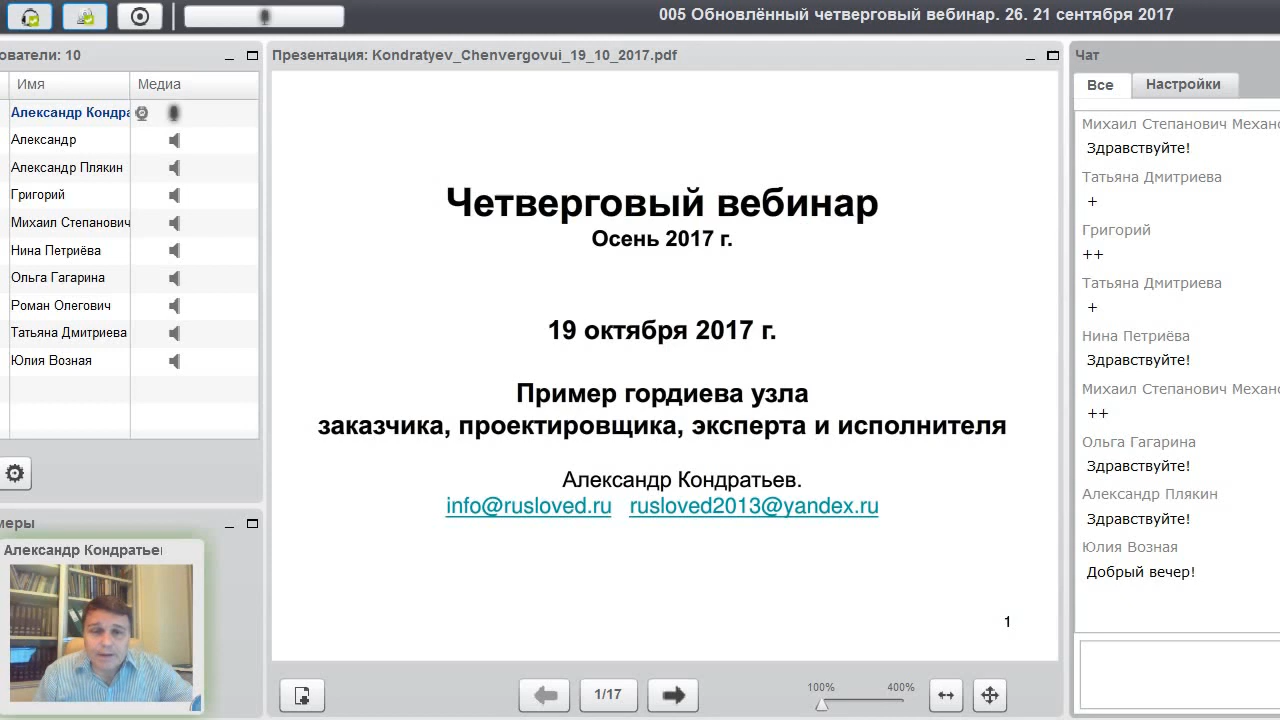 005 Обновлённый четверговый вебинар. 26. 21 сентября 2017
ователи: 10
Имя Медиа
Александр Кондра
Александр
Александр Плякин
Григорий
Михаил Степанович
Нина Петриёва
Ольга Гагарина
Роман Олегович
Татьяна Дмитриева
Юлия Возная
меры
Александр Кондратье
Презентация: Kondratyev_Chenvergovui_19_10_2017.pdf
Четверговый вебинар
Осень 2017 г.
19 октября 2017 г.
Пример гордиева узла
заказчика, проектировщика, эксперта и исполнителя
Александр Кондратьев.
info@rusloved.ru rusloved2013@yandex.ru
1
1/17
100% 400%
Чат
Все Настройки
Михаил Степанович Механо
Здравствуйте!
Татьяна Дмитриева
+
Григорий
++
Татьяна Дмитриева
+
Нина Петриёва
Здравствуйте!
Михаил Степанович Механо
++
Ольга Гагарина
Здравствуйте!
Александр Плякин
Здравствуйте!
Юлия Возная
Добрый вечер!